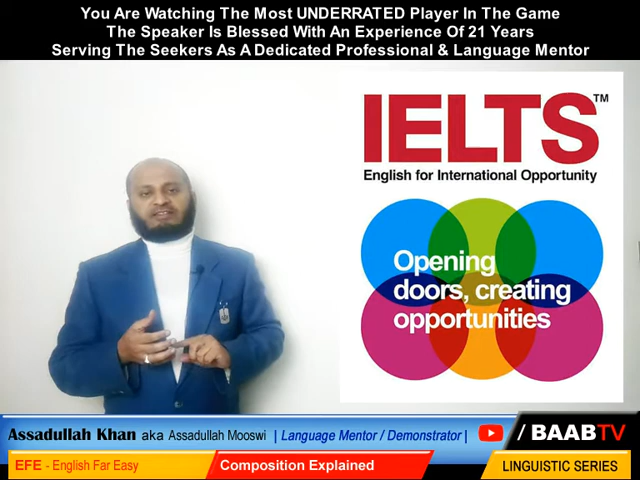 You Are Watching The Most UNDERRATED Player In The Game
The Speaker Is Blessed With An Experience Of 21 Years
Serving The Seekers As A Dedicated Professional & Language Mentor
IELTS™
English for International Opportunity
Opening
doors, creating
opportunities
Assadullah Khan aka Assadullah Mooswi | Language Mentor / Demonstrator | / BAABTV
EFE - English Far Easy Composition Explained LINGUISTIC SERIES